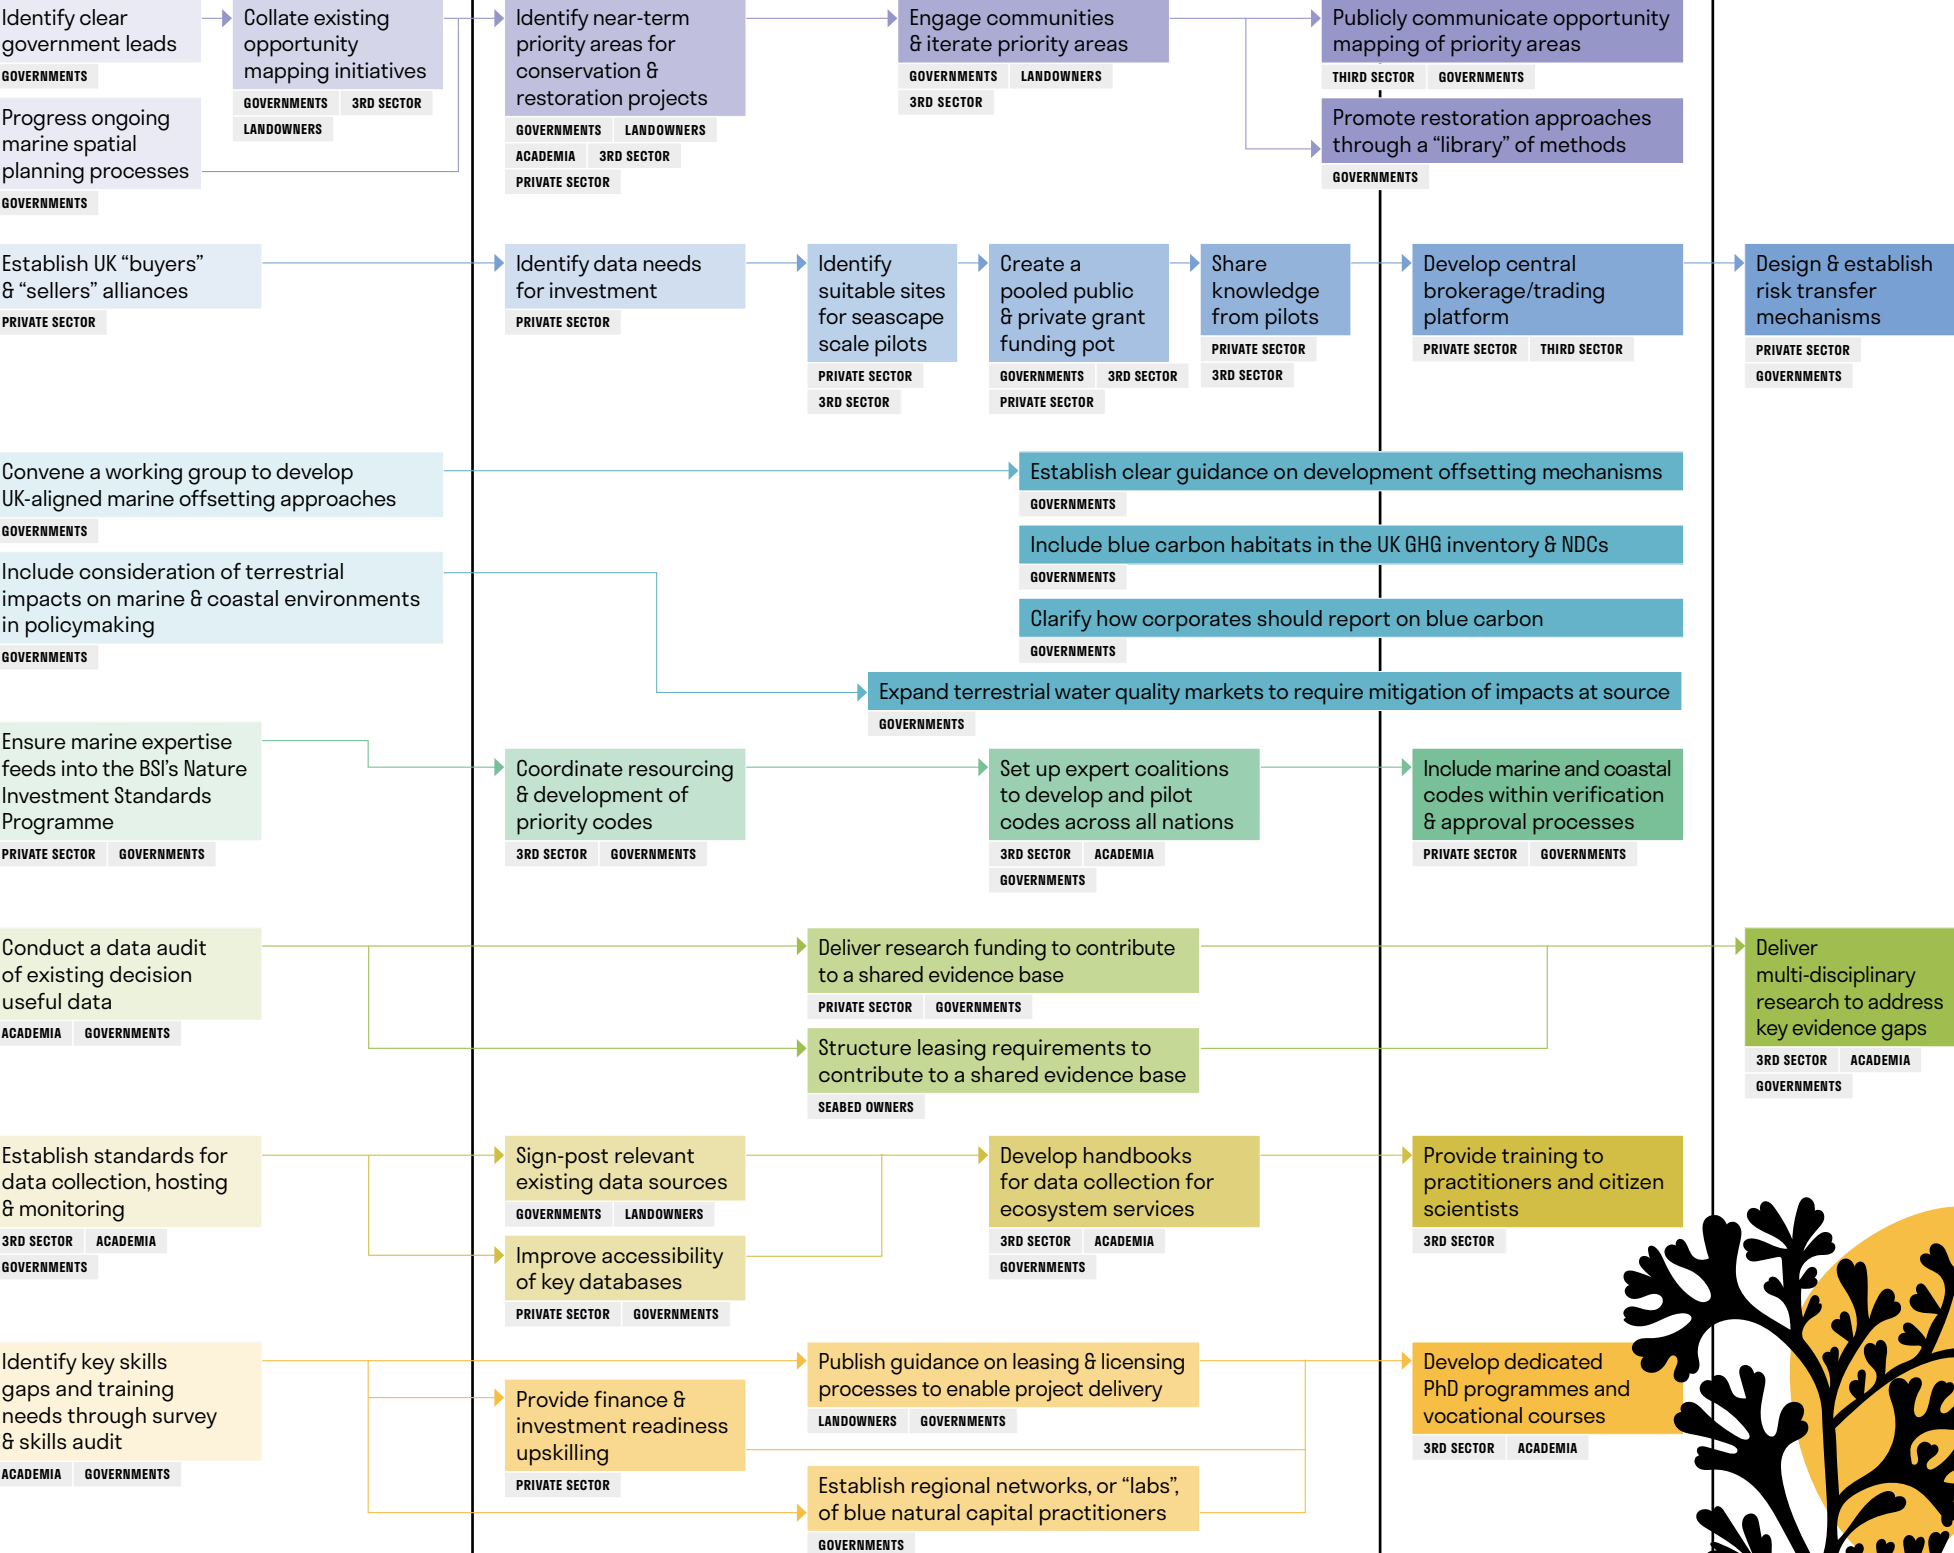 Identify clear
government leads
GOVERNMENTS
Collate existing
opportunity
mapping initiatives
GOVERNMENTS 3RD SECTOR
LANDOWNERS
Progress ongoing
marine spatial
planning processes
GOVERNMENTS
Identify near-term
priority areas for
conservation &
restoration projects
GOVERNMENTS LANDOWNERS
ACADEMIA 3RD SECTOR
PRIVATE SECTOR
Engage communities
& iterate priority areas
GOVERNMENTS LANDOWNERS
3RD SECTOR
Publicly communicate opportunity
mapping of priority areas
THIRD SECTOR GOVERNMENTS
Promote restoration approaches
through a “library” of methods
GOVERNMENTS
Establish UK “buyers”
& “sellers” alliances
PRIVATE SECTOR
Identify data needs
for investment
PRIVATE SECTOR
Identify
suitable sites
for seascape
scale pilots
PRIVATE SECTOR
3RD SECTOR
Create a
pooled public
& private grant
funding pot
GOVERNMENTS 3RD SECTOR
PRIVATE SECTOR
Share
knowledge
from pilots
PRIVATE SECTOR
3RD SECTOR
Develop central
brokerage/trading
platform
PRIVATE SECTOR THIRD SECTOR
Design & establish
risk transfer
mechanisms
PRIVATE SECTOR
GOVERNMENTS
Convene a working group to develop
UK-aligned marine offsetting approaches
GOVERNMENTS
Include consideration of terrestrial
impacts on marine & coastal environments
in policymaking
GOVERNMENTS
Establish clear guidance on development offsetting mechanisms
GOVERNMENTS
Include blue carbon habitats in the UK GHG inventory & NDCs
GOVERNMENTS
Clarify how corporates should report on blue carbon
GOVERNMENTS
Expand terrestrial water quality markets to require mitigation of impacts at source
GOVERNMENTS
Ensure marine expertise
feeds into the BSI’s Nature
Investment Standards
Programme
PRIVATE SECTOR GOVERNMENTS
Coordinate resourcing
& development of
priority codes
3RD SECTOR GOVERNMENTS
Set up expert coalitions
to develop and pilot
codes across all nations
3RD SECTOR ACADEMIA
GOVERNMENTS
Include marine and coastal
codes within verification
& approval processes
PRIVATE SECTOR GOVERNMENTS
Conduct a data audit
of existing decision
useful data
ACADEMIA GOVERNMENTS
Deliver research funding to contribute
to a shared evidence base
PRIVATE SECTOR GOVERNMENTS
Structure leasing requirements to
contribute to a shared evidence base
SEABED OWNERS
Deliver
multi-disciplinary
research to address
key evidence gaps
3RD SECTOR ACADEMIA
GOVERNMENTS
Establish standards for
data collection, hosting
& monitoring
3RD SECTOR ACADEMIA
GOVERNMENTS
Sign-post relevant
existing data sources
GOVERNMENTS LANDOWNERS
Improve accessibility
of key databases
PRIVATE SECTOR GOVERNMENTS
Develop handbooks
for data collection for
ecosystem services
3RD SECTOR ACADEMIA
GOVERNMENTS
Provide training to
practitioners and citizen
scientists
3RD SECTOR
Identify key skills
gaps and training
needs through survey
& skills audit
ACADEMIA GOVERNMENTS
Provide finance &
investment readiness
upskilling
PRIVATE SECTOR
Publish guidance on leasing & licensing
processes to enable project delivery
LANDOWNERS GOVERNMENTS
Establish regional networks, or “labs”,
of blue natural capital practitioners
GOVERNMENTS
Develop dedicated
PhD programmes and
vocational courses
3RD SECTOR ACADEMIA